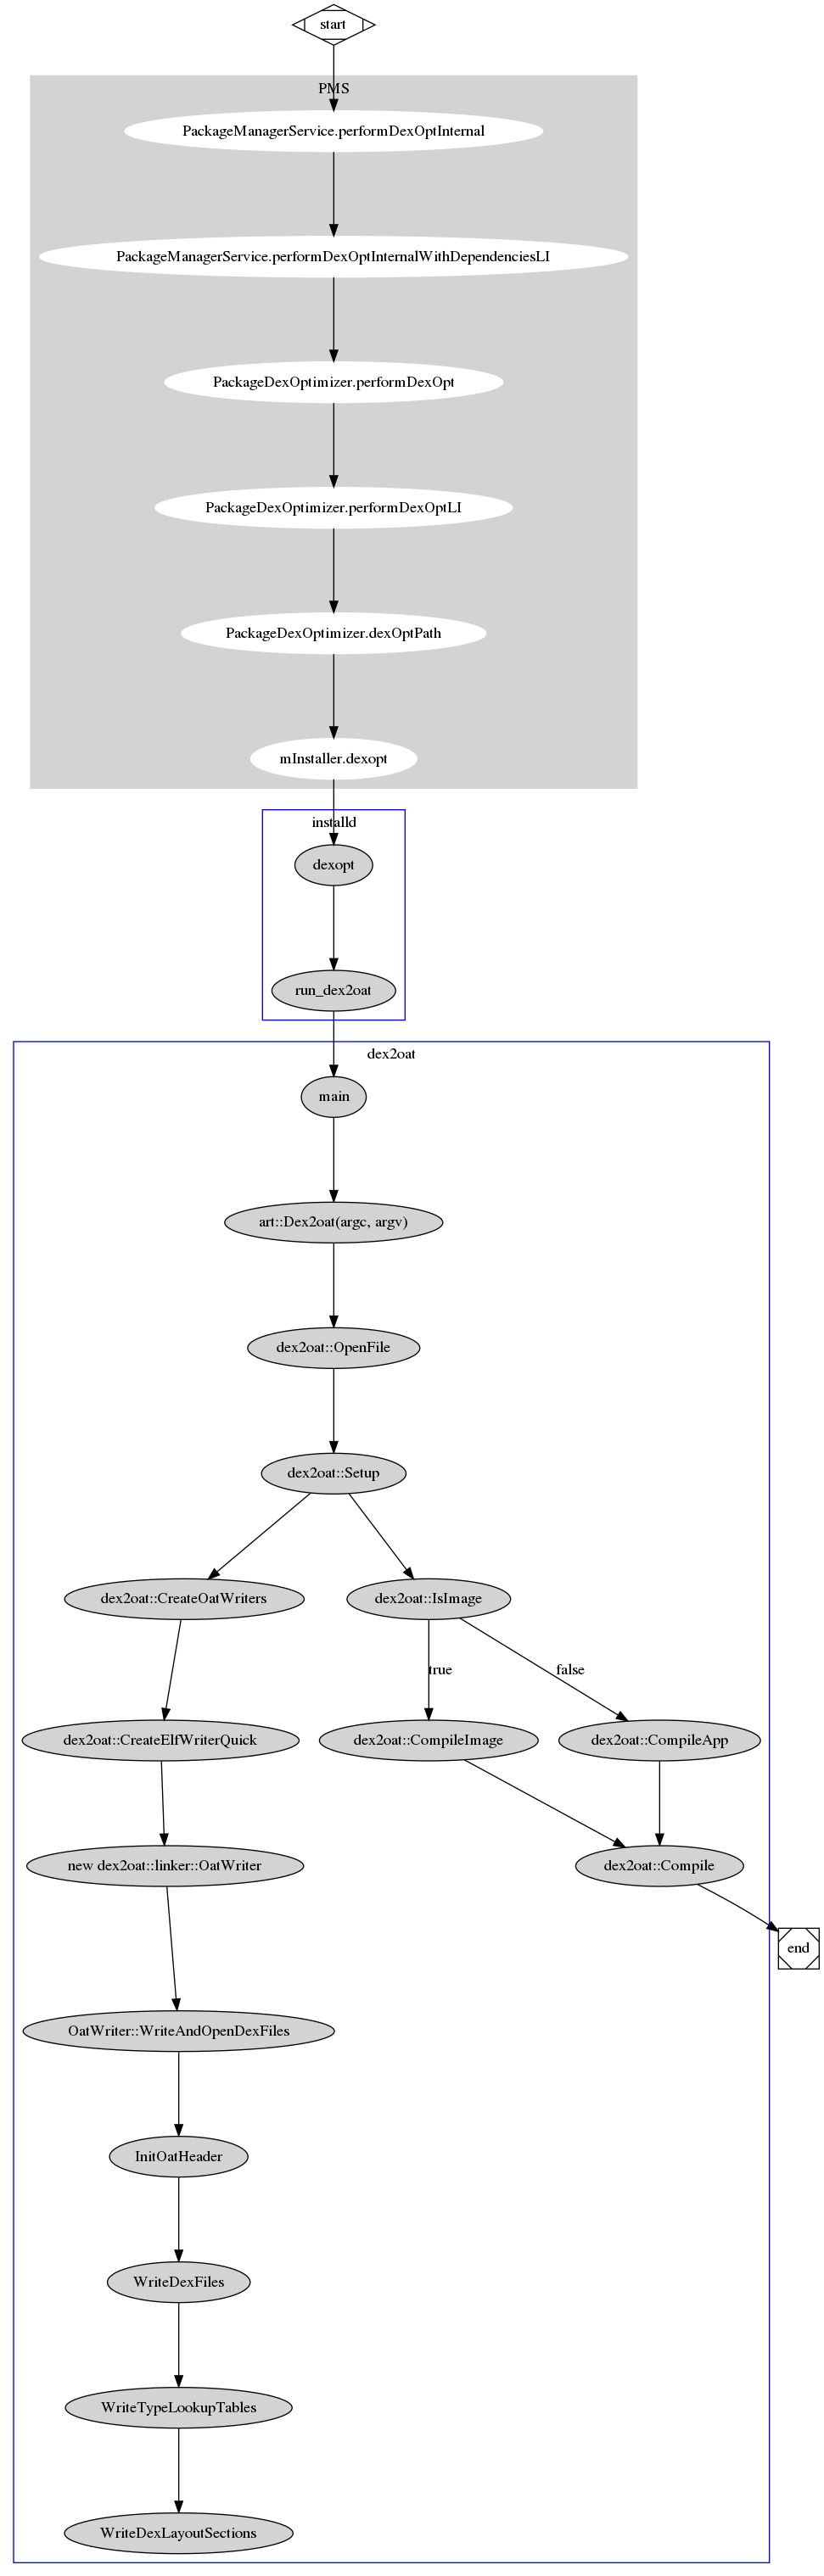 start
PMS
PackageManagerService.performDexOptInternal
PackageManagerService.performDexOptInternalWithDependenciesLI
PackageDexOptimizer.performDexOpt
PackageDexOptimizer.performDexOptLI
PackageDexOptimizer.dexOptPath
mInstaller.dexopt
installd
dexopt
run_dex2oat
dex2oat
main
art::Dex2oat(argc, argv)
dex2oat::OpenFile
dex2oat::Setup
dex2oat::CreateOatWriters
dex2oat::IsImage
true
false
dex2oat::CreateElfWriterQuick
dex2oat::CompileImage
dex2oat::CompileApp
new dex2oat::linker::OatWriter
dex2oat::Compile
end
OatWriter::WriteAndOpenDexFiles
InitOatHeader
WriteDexFiles
WriteTypeLookupTables
WriteDexLayoutSections